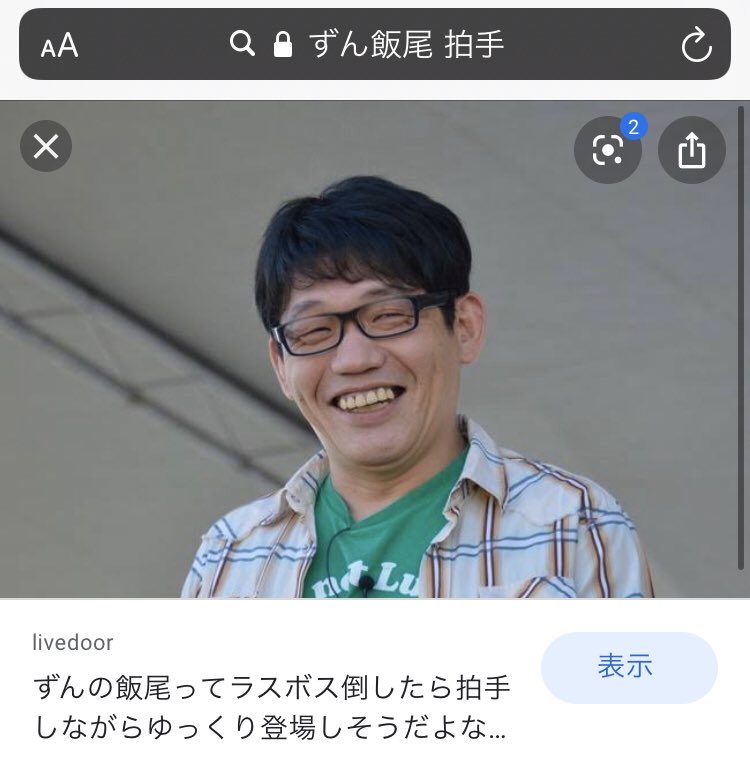 AA ずん飯尾 拍手
2
not Lu
livedoor
ずんの飯尾ってラスボス倒したら拍手
しながらゆっくり登場しそうだよな...
表示